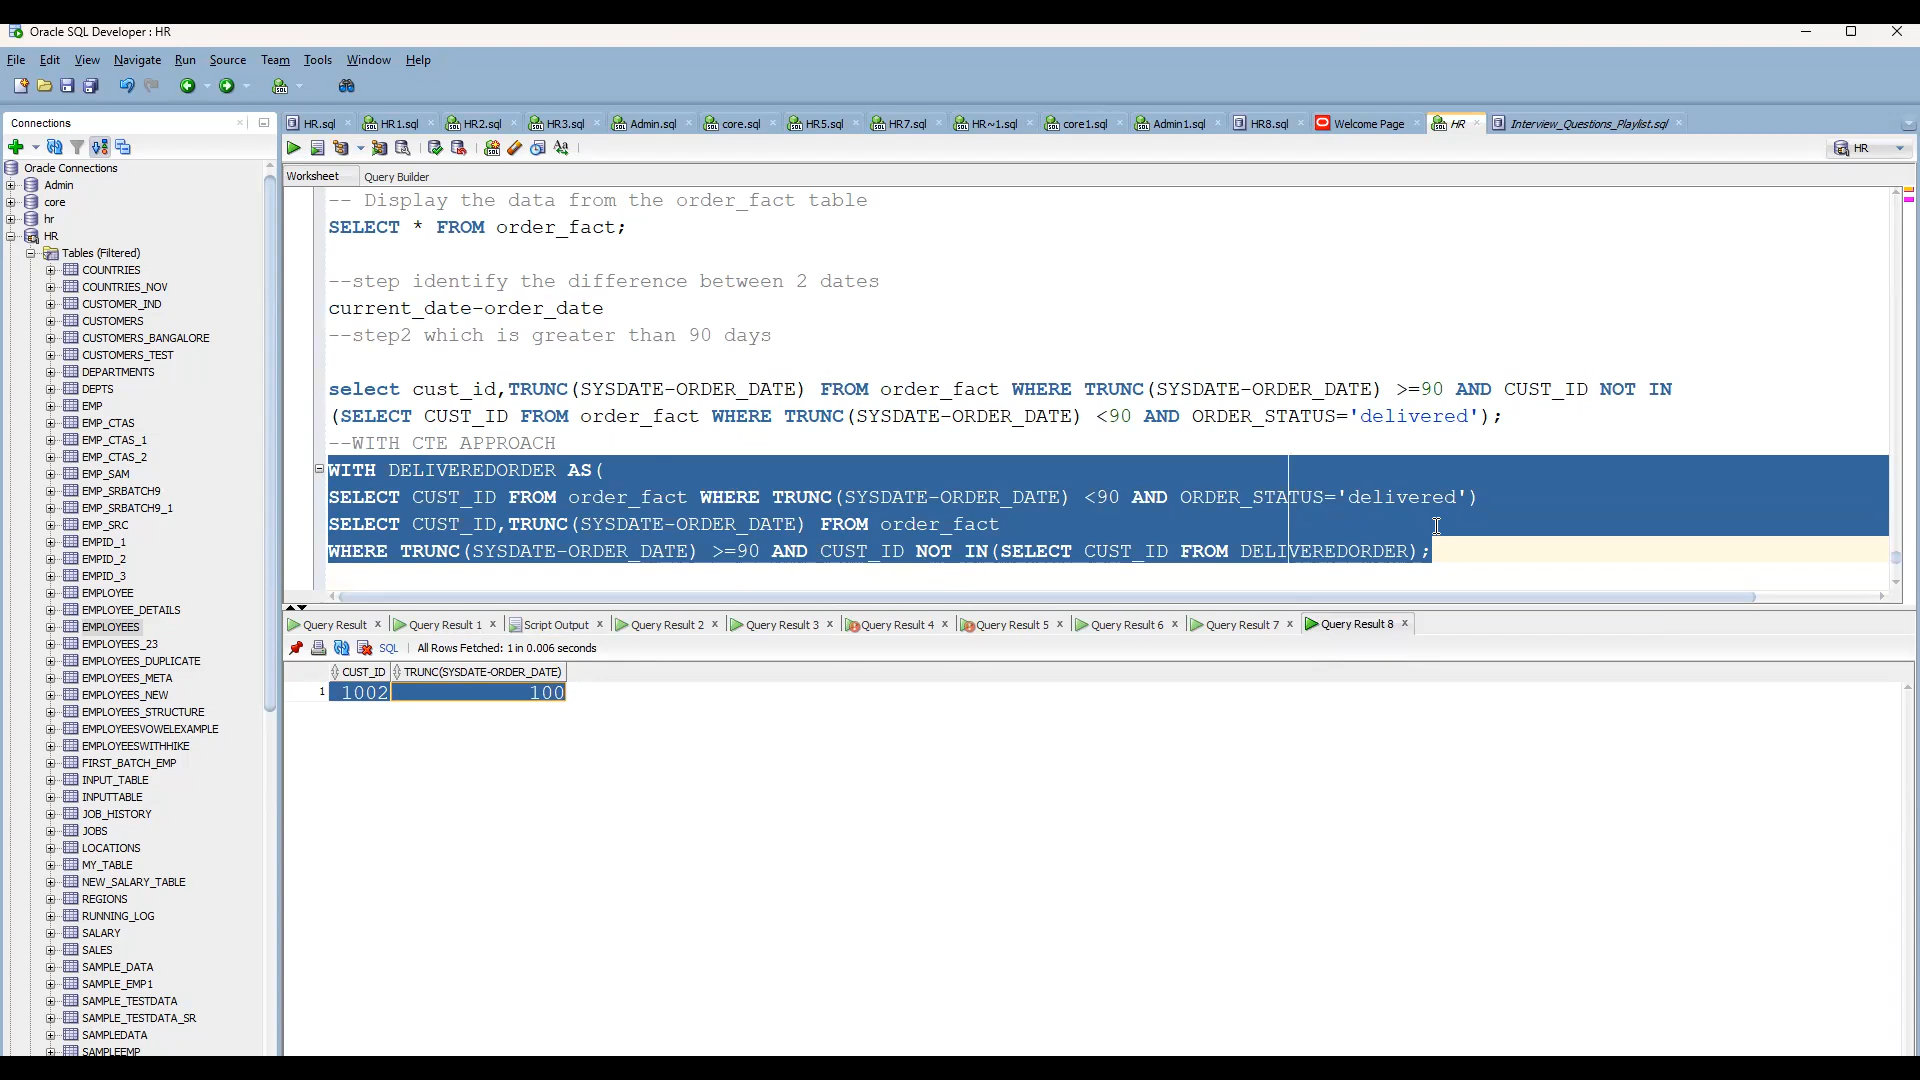 Oracle SQL Developer : HR
File Edit View Navigate Run Source Team Tools Window Help
Connections
HR.sql HR1.sql HR2.sql HR3.sql Admin.sql core.sql HR5.sql HR7.sql HR~1.sql core1.sql Admin1.sql HR8.sql Welcome Page HR Interview_Questions_Playlist.sql
HR
Worksheet Query Builder
Oracle Connections
Admin
core
hr
HR
Tables (Filtered)
COUNTRIES
COUNTRIES_NOV
CUSTOMER_IND
CUSTOMERS
CUSTOMERS_BANGALORE
CUSTOMERS_TEST
DEPARTMENTS
DEPTS
EMP
EMP_CTAS
EMP_CTAS_1
EMP_CTAS_2
EMP_SAM
EMP_SRBATCH9
EMP_SRBATCH9_1
EMP_SRC
EMPID_1
EMPID_2
EMPID_3
EMPLOYEE
EMPLOYEE_DETAILS
EMPLOYEES
EMPLOYEES_23
EMPLOYEES_DUPLICATE
EMPLOYEES_META
EMPLOYEES_NEW
EMPLOYEES_STRUCTURE
EMPLOYEESVOWELEXAMPLE
EMPLOYEESWITHHIKE
FIRST_BATCH_EMP
INPUT_TABLE
INPUTTABLE
JOB_HISTORY
JOBS
LOCATIONS
MY_TABLE
NEW_SALARY_TABLE
REGIONS
RUNNING_LOG
SALARY
SALES
SAMPLE_DATA
SAMPLE_EMP1
SAMPLE_TESTDATA
SAMPLE_TESTDATA_SR
SAMPLEDATA
SAMPLEEMP
-- Display the data from the order_fact table
SELECT * FROM order_fact;
--step identify the difference between 2 dates
current_date-order_date
--step2 which is greater than 90 days
select cust_id,TRUNC(SYSDATE-ORDER_DATE) FROM order_fact WHERE TRUNC(SYSDATE-ORDER_DATE) >=90 AND CUST_ID NOT IN
(SELECT CUST_ID FROM order_fact WHERE TRUNC(SYSDATE-ORDER_DATE) <90 AND ORDER_STATUS='delivered');
--WITH CTE APPROACH
WITH DELIVEREDORDER AS(
SELECT CUST_ID FROM order_fact WHERE TRUNC(SYSDATE-ORDER_DATE) <90 AND ORDER_STATUS='delivered')
SELECT CUST_ID,TRUNC(SYSDATE-ORDER_DATE) FROM order_fact
WHERE TRUNC(SYSDATE-ORDER_DATE) >=90 AND CUST_ID NOT IN(SELECT CUST_ID FROM DELIVEREDORDER);
Query Result Query Result 1 Script Output Query Result 2 Query Result 3 Query Result 4 Query Result 5 Query Result 6 Query Result 7 Query Result 8
SQL All Rows Fetched: 1 in 0.006 seconds
CUST_ID TRUNC(SYSDATE-ORDER_DATE)
1 1002 100